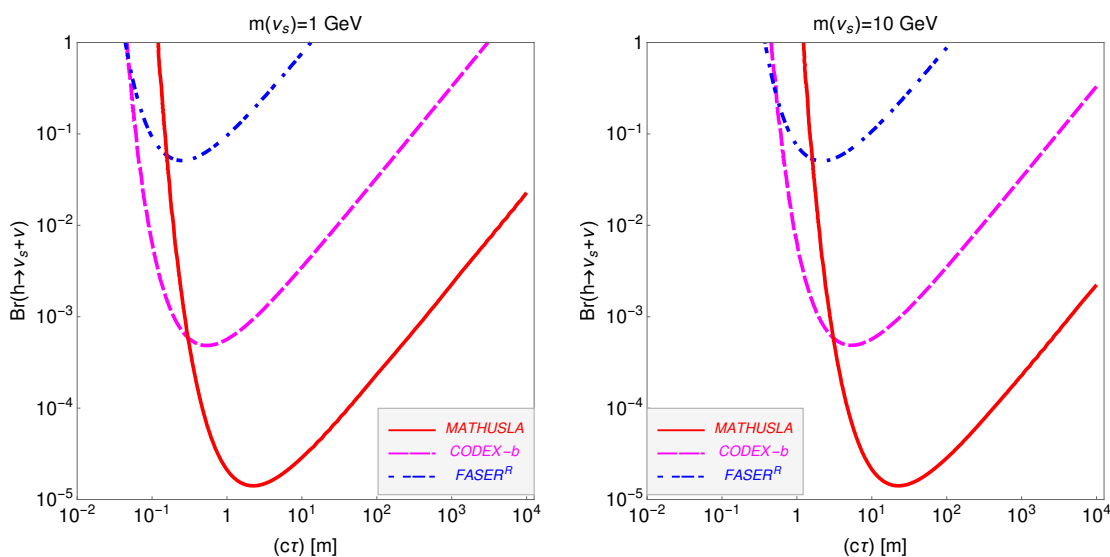 m(νs)=1 GeV
Br(h→νs+ν)
1
10⁻¹
10⁻²
10⁻³
10⁻⁴
10⁻⁵
10⁻² 10⁻¹ 1 10¹ 10² 10³ 10⁴
(cτ) [m]
MATHUSLA
CODEX-b
FASERᴿ
m(νs)=10 GeV
Br(h→νs+ν)
1
10⁻¹
10⁻²
10⁻³
10⁻⁴
10⁻⁵
10⁻² 10⁻¹ 1 10¹ 10² 10³ 10⁴
(cτ) [m]
MATHUSLA
CODEX-b
FASERᴿ